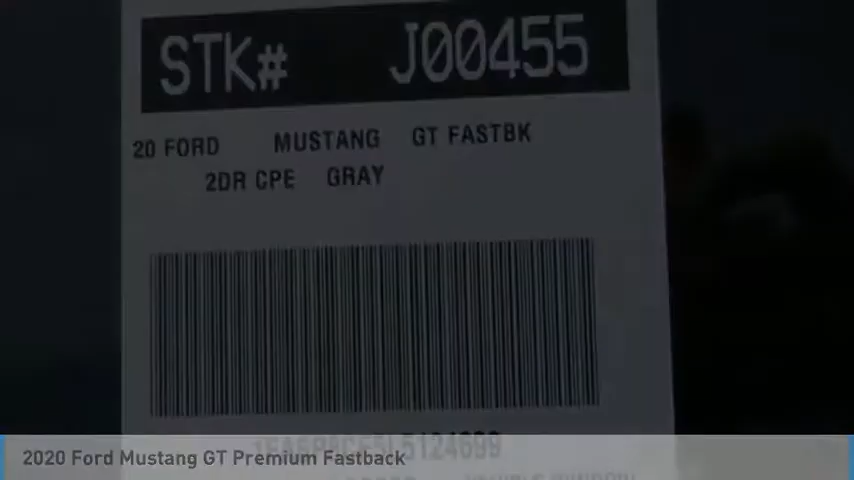 STK# J00455
20 FORD MUSTANG GT FASTBK
2DR CPE GRAY
2020 Ford Mustang GT Premium Fastback